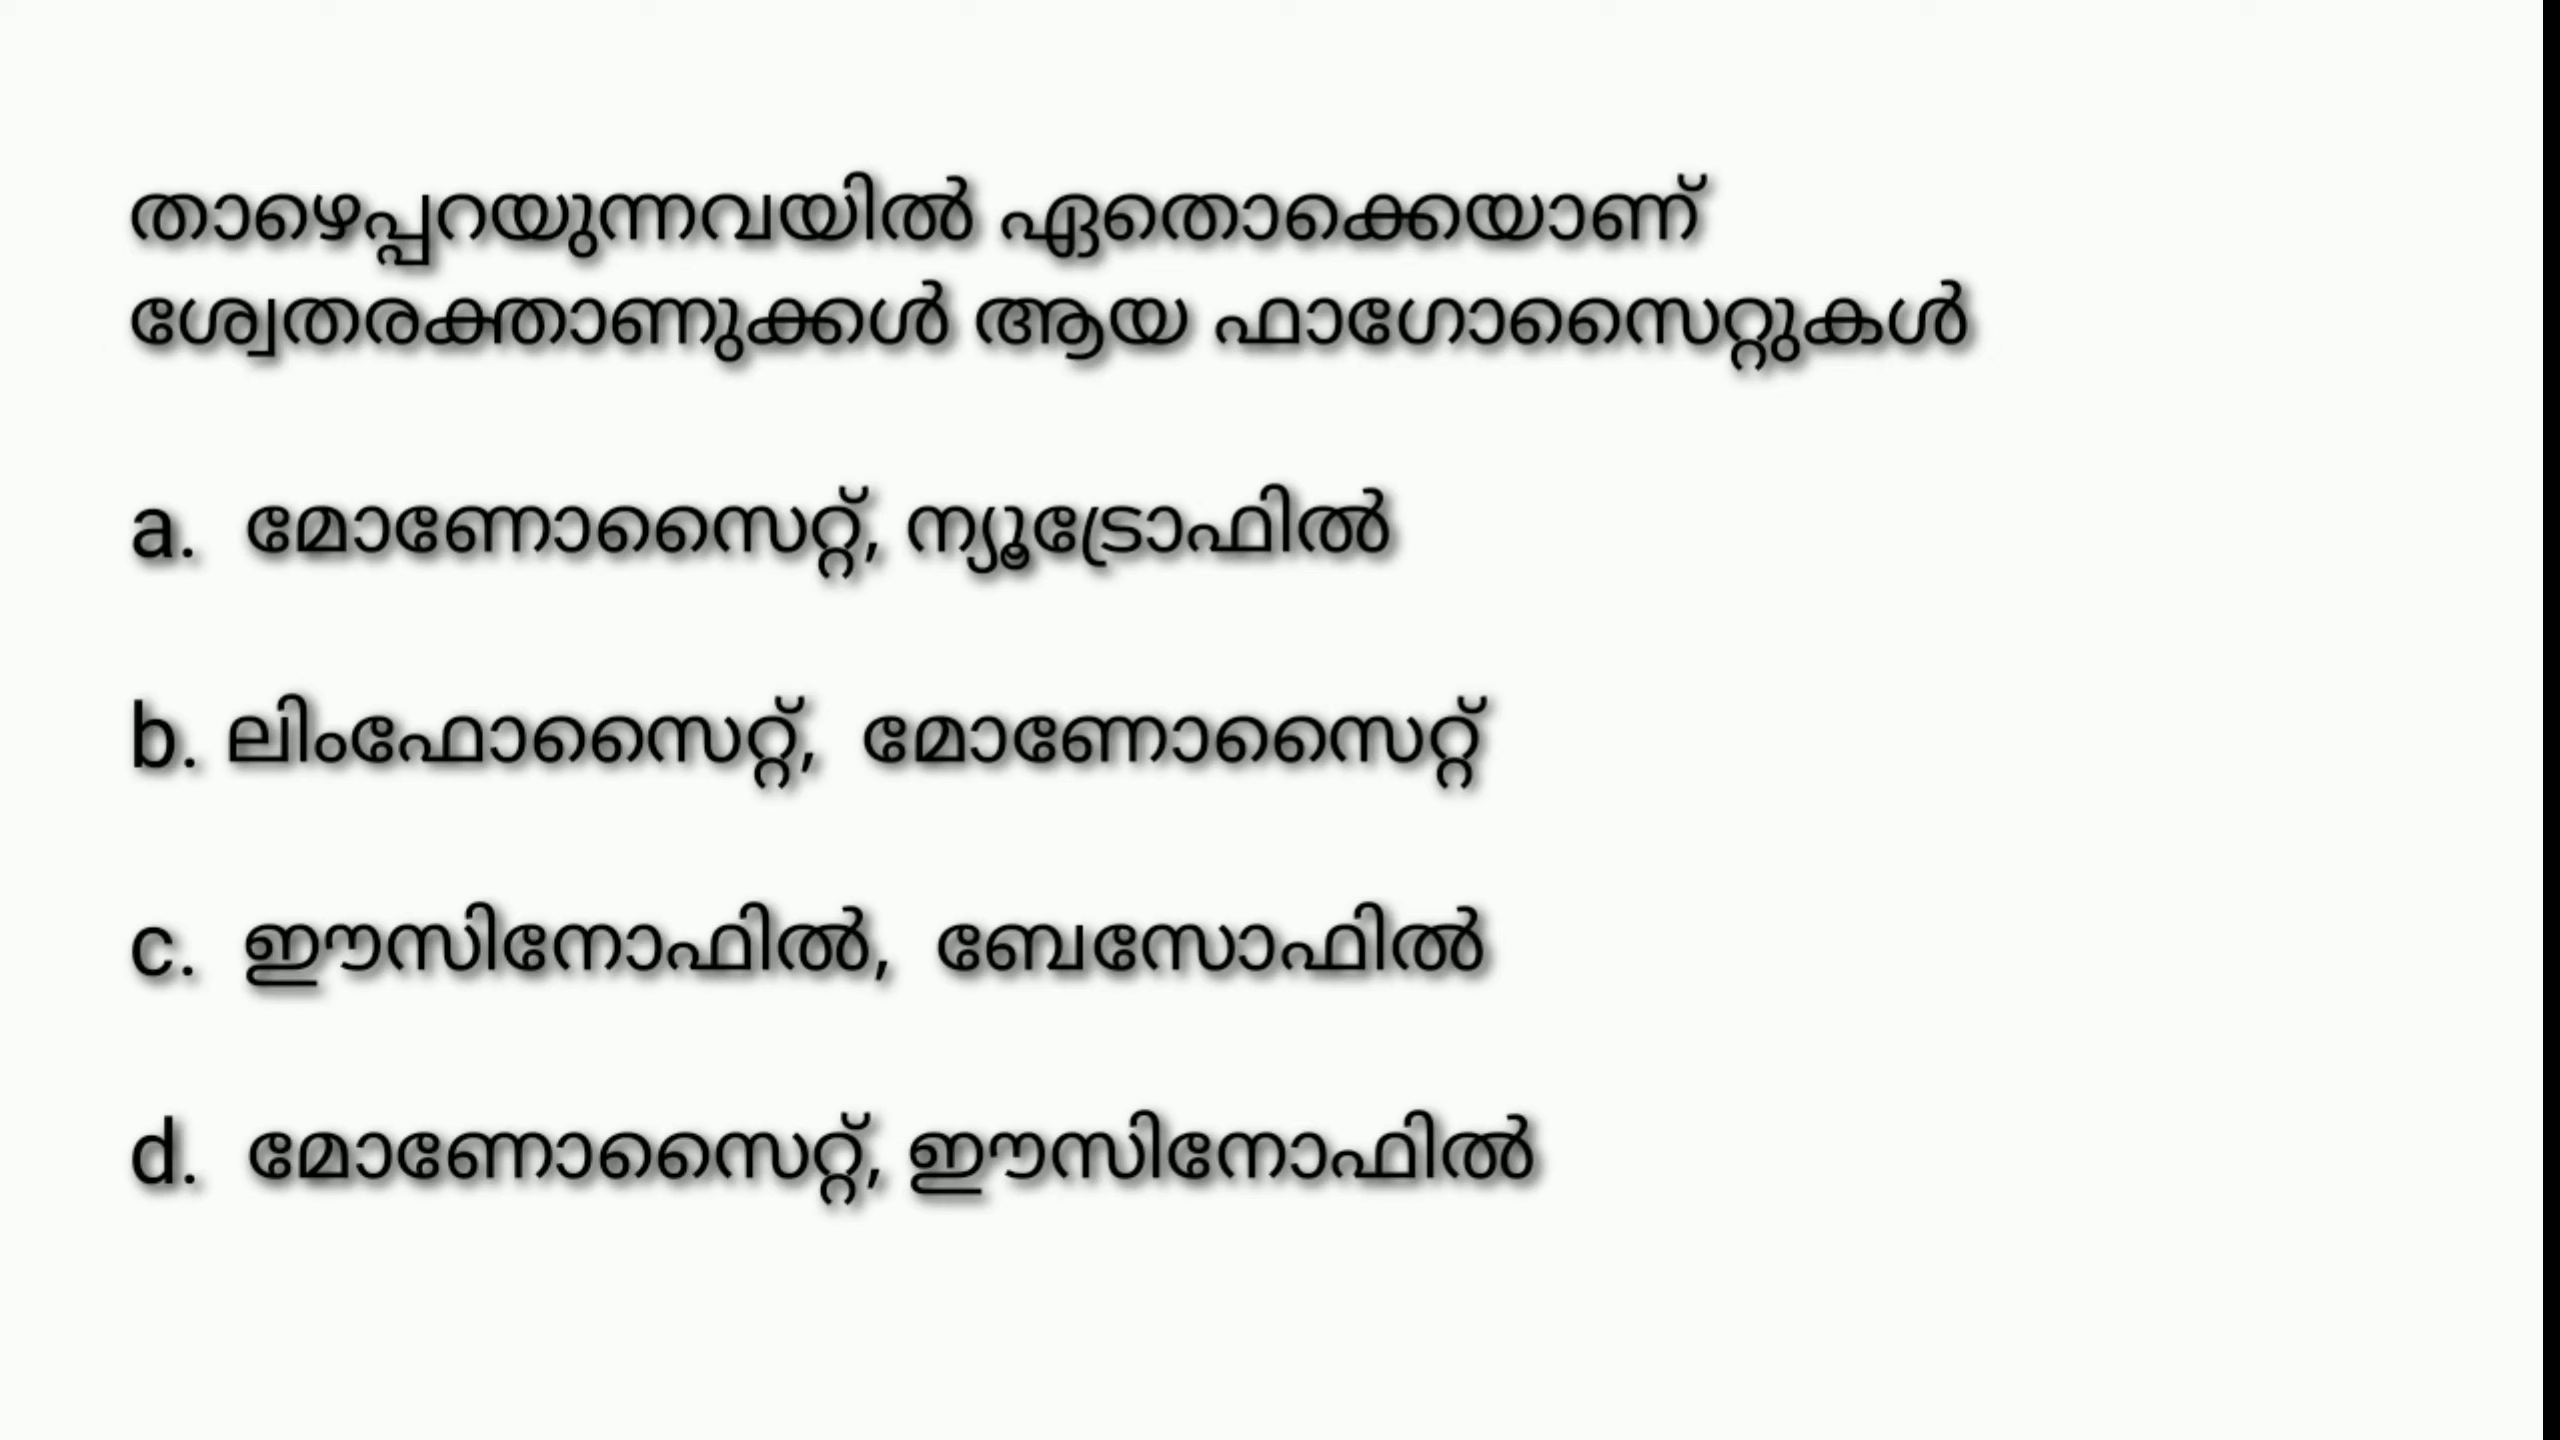 താഴെപ്പറയുന്നവയിൽ ഏതൊക്കെയാണ്
ശ്വേതരക്താണുക്കൾ ആയ ഫാഗോസൈറ്റുകൾ
a. മോണോസൈറ്റ്, ന്യൂട്രോഫിൽ
b. ലിംഫോസൈറ്റ്, മോണോസൈറ്റ്
c. ഈസിനോഫിൽ, ബേസോഫിൽ
d. മോണോസൈറ്റ്, ഈസിനോഫിൽ